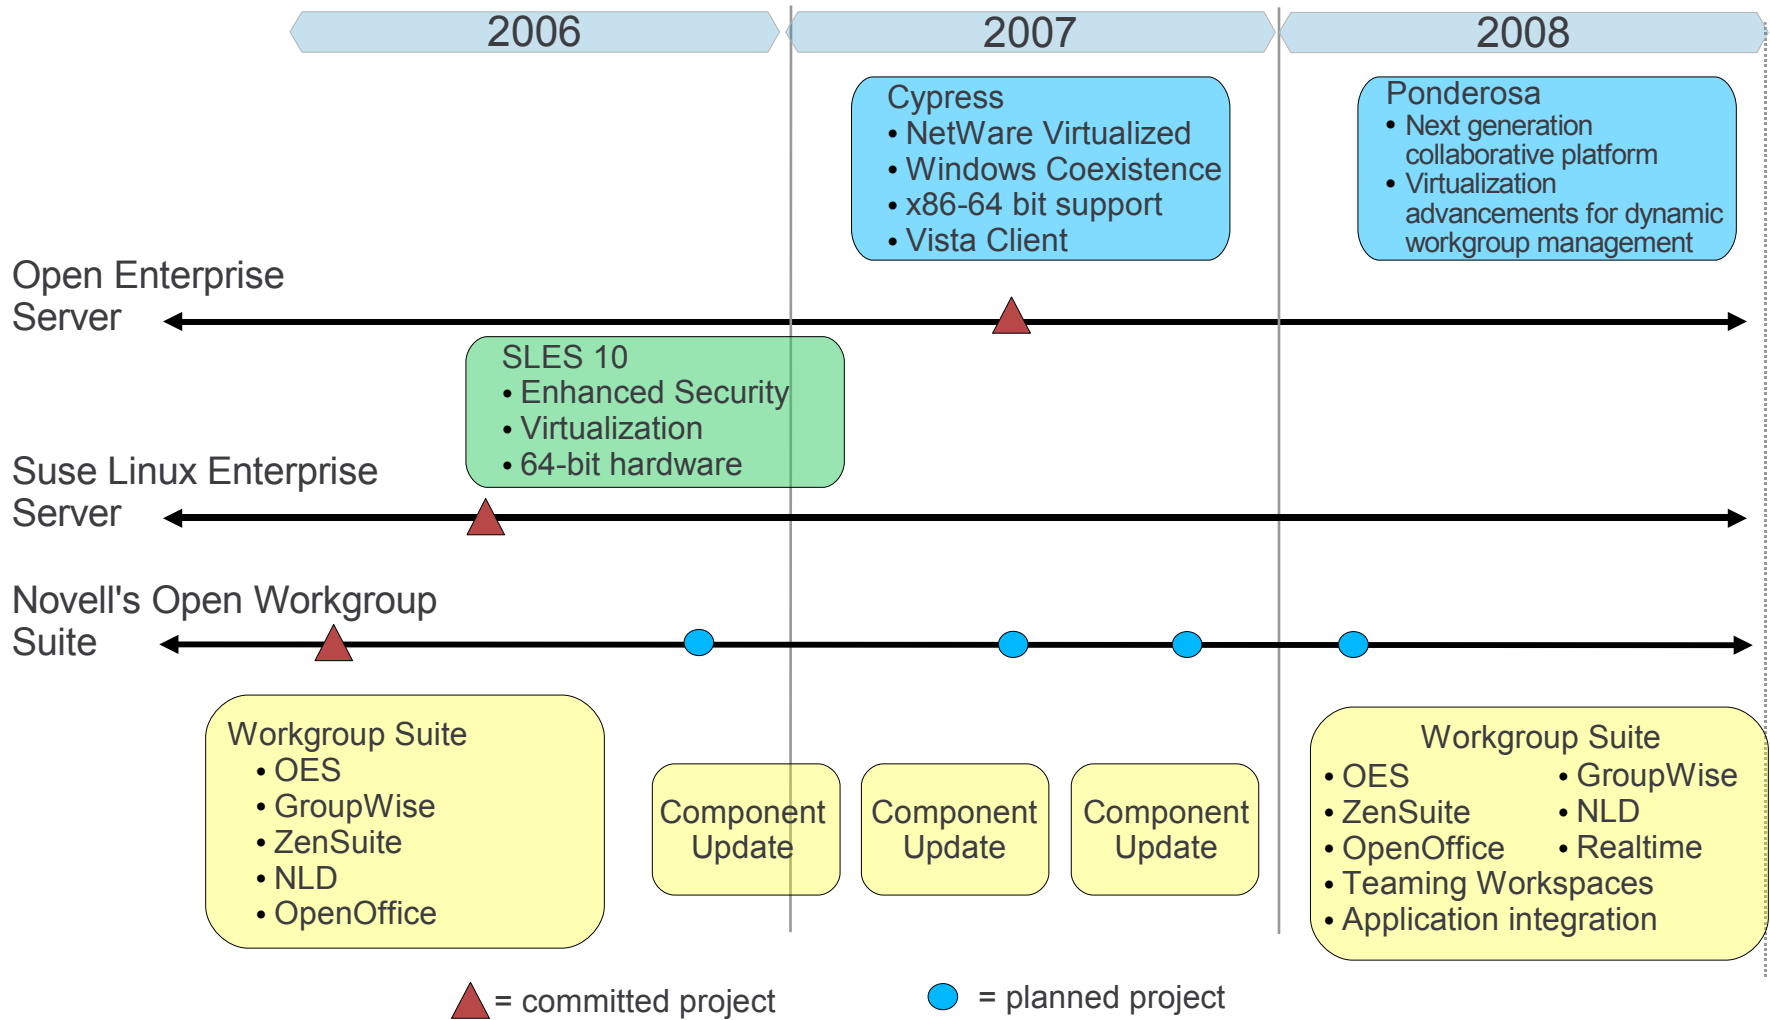 2006
2007
2008
Cypress
• NetWare Virtualized
• Windows Coexistence
• x86-64 bit support
• Vista Client
Ponderosa
• Next generation
collaborative platform
• Virtualization
advancements for dynamic
workgroup management
Open Enterprise
Server
SLES 10
• Enhanced Security
• Virtualization
• 64-bit hardware
Suse Linux Enterprise
Server
Novell's Open Workgroup
Suite
Workgroup Suite
• OES
• GroupWise
• ZenSuite
• NLD
• OpenOffice
Component
Update
Component
Update
Component
Update
Workgroup Suite
• OES
• ZenSuite
• OpenOffice
• GroupWise
• NLD
• Realtime
• Teaming Workspaces
• Application integration
= committed project
= planned project